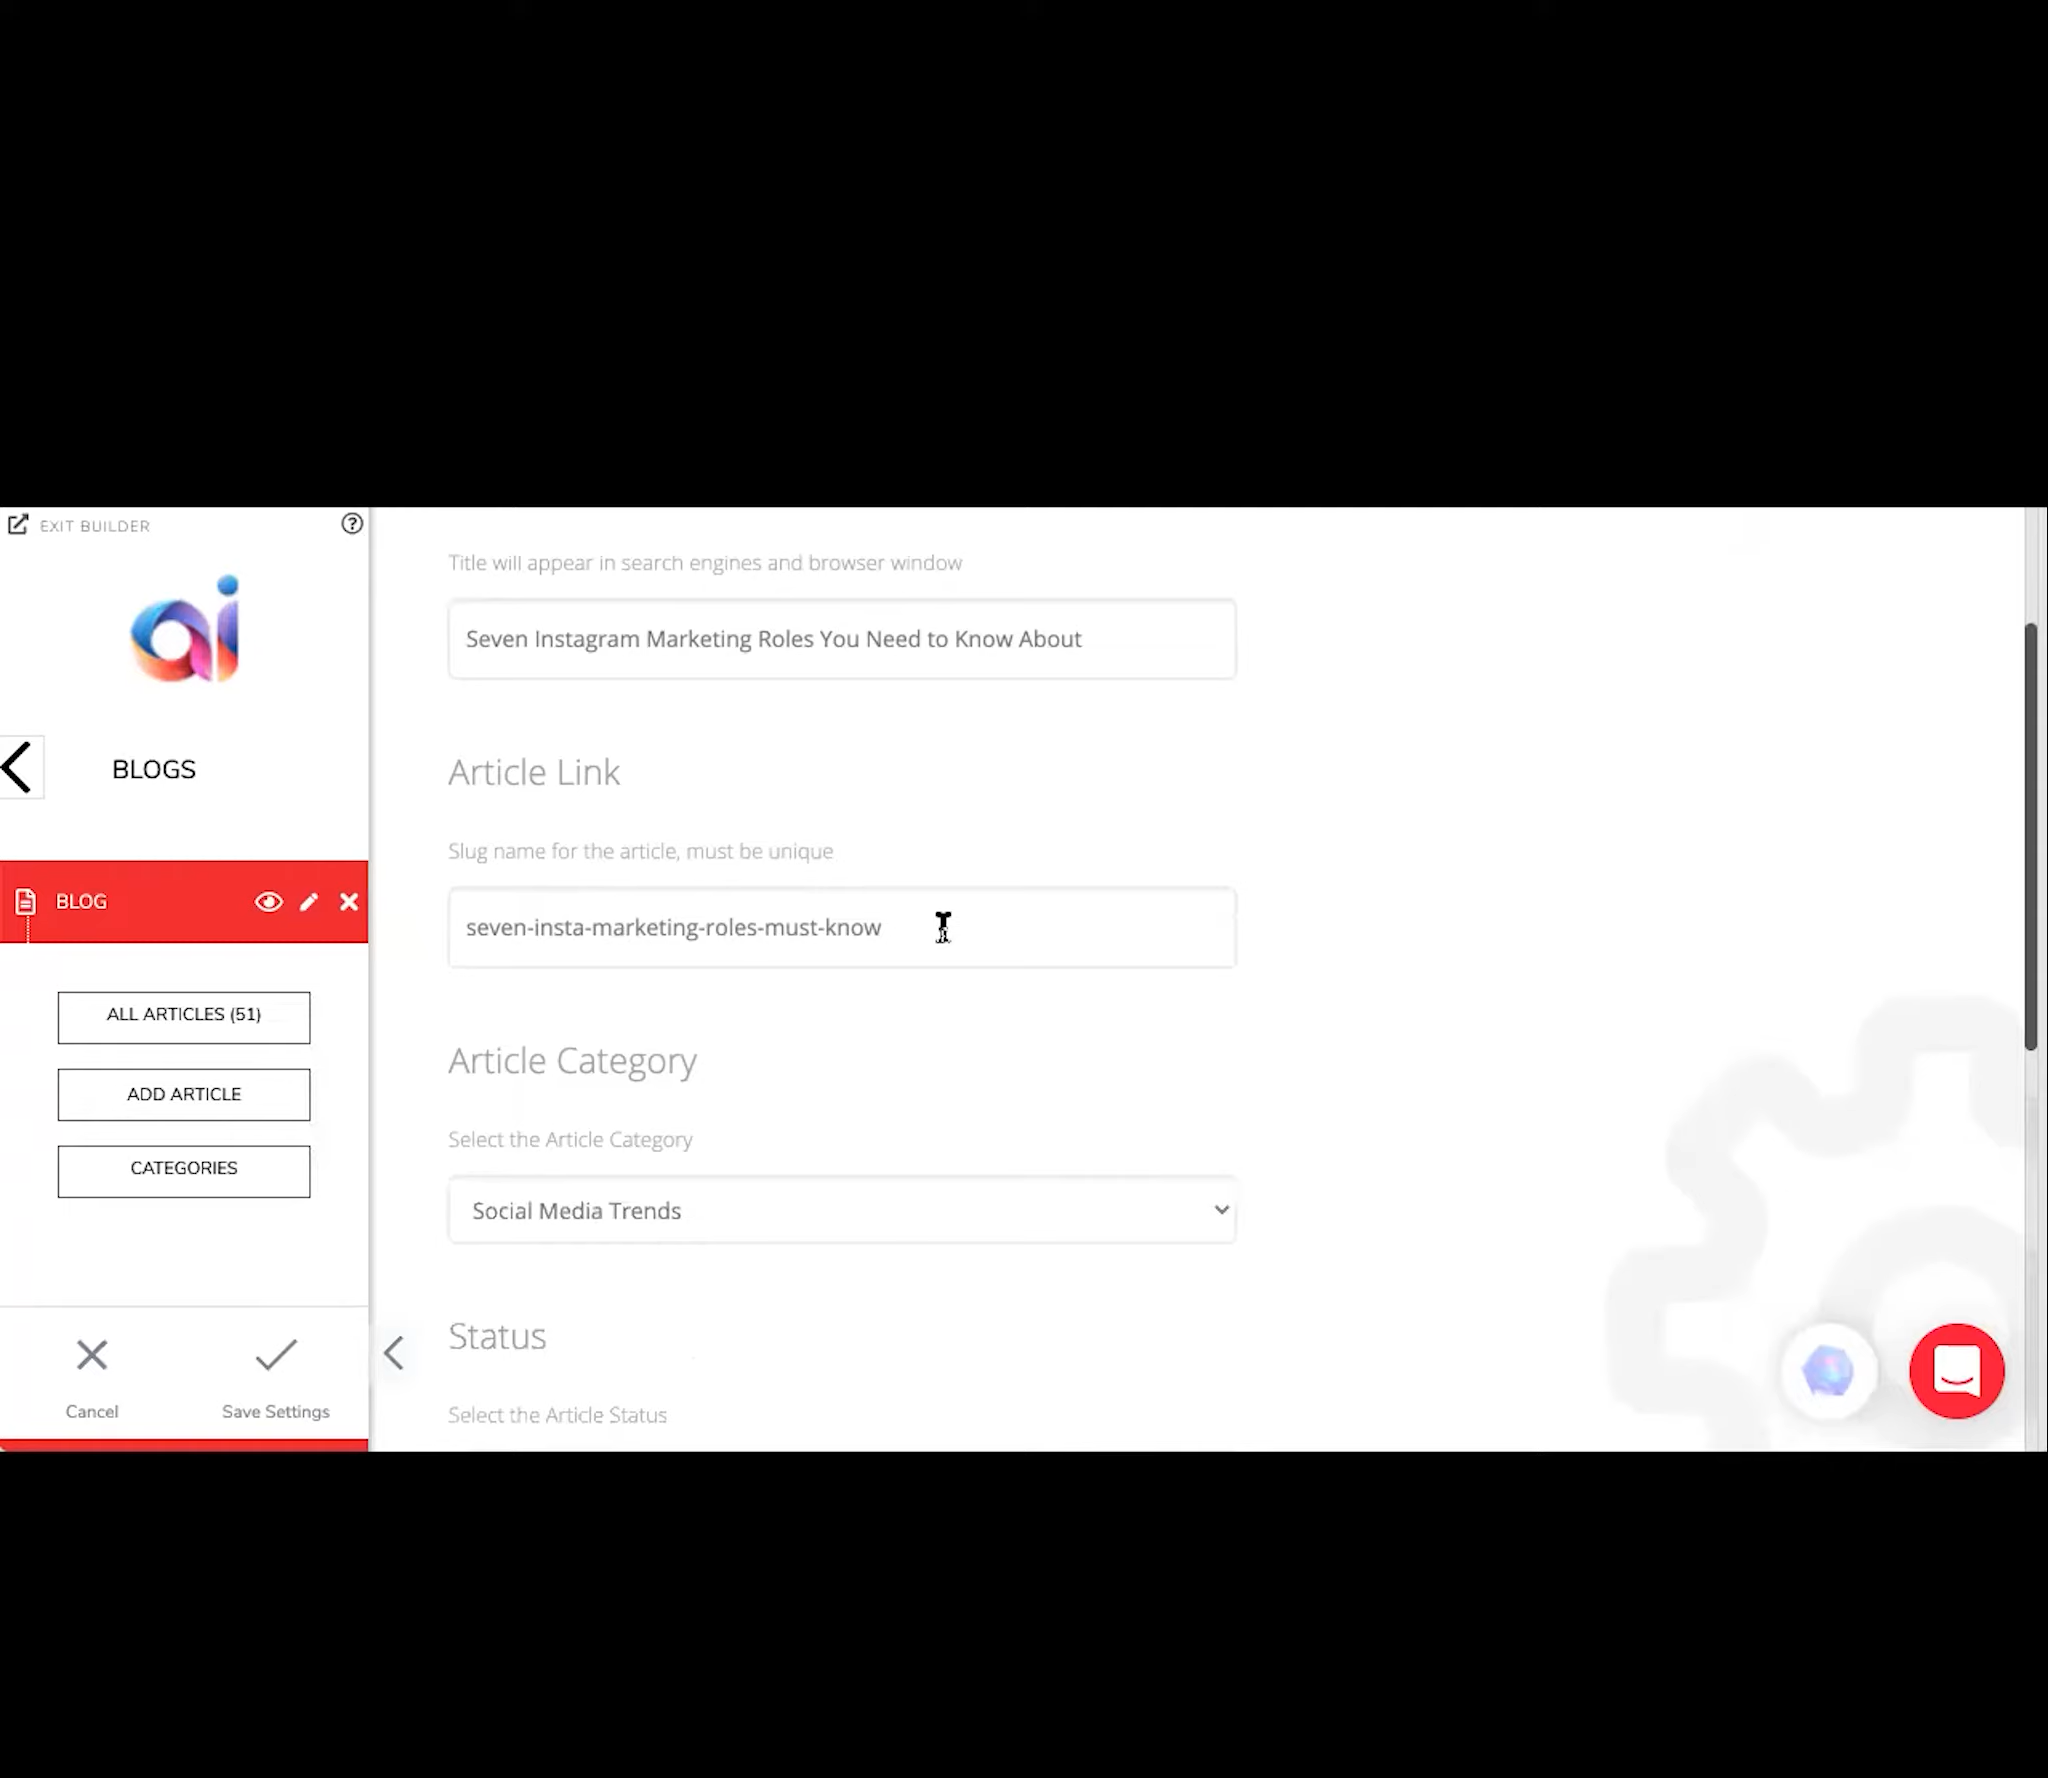 EXIT BUILDER
ai
BLOGS
BLOG
ALL ARTICLES (51)
ADD ARTICLE
CATEGORIES
Cancel
Save Settings
Title will appear in search engines and browser window
Seven Instagram Marketing Roles You Need to Know About
Article Link
Slug name for the article, must be unique
seven-insta-marketing-roles-must-know
Article Category
Select the Article Category
Social Media Trends
Status
Select the Article Status